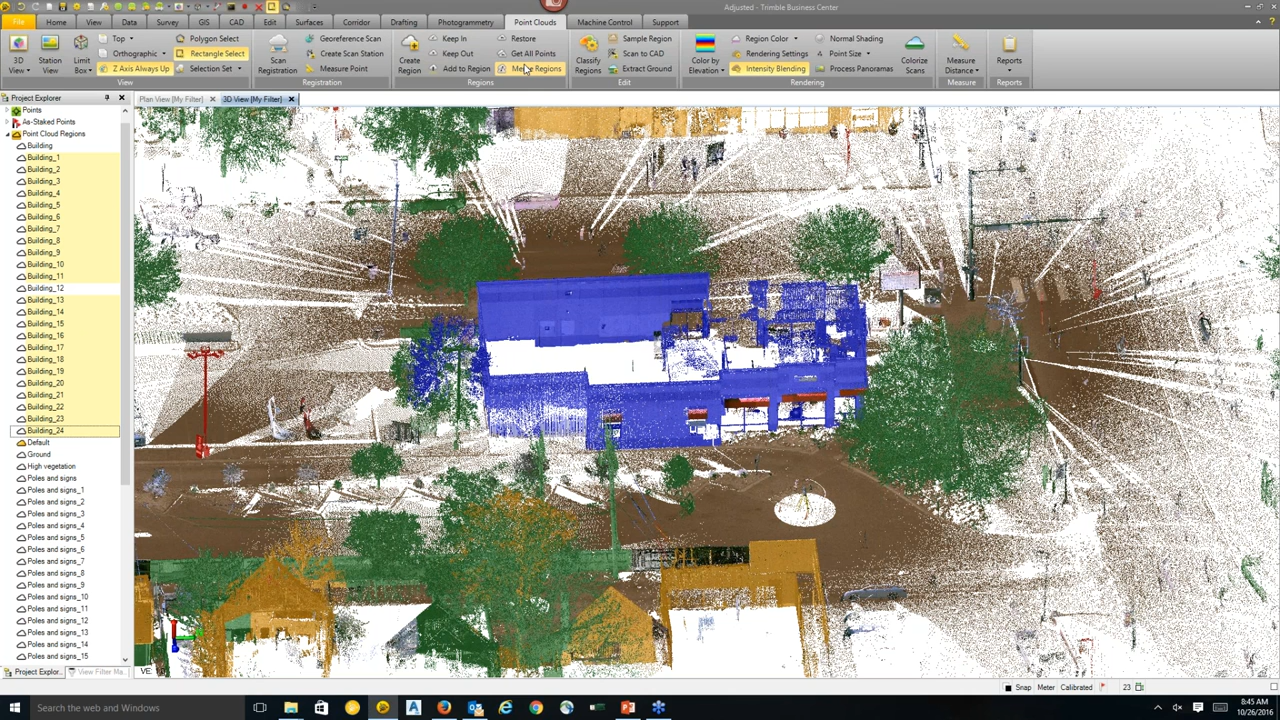 Adjusted - Trimble Business Center
File Home View Data Survey GIS CAD Edit Surfaces Corridor Drafting Photogrammetry Point Clouds Machine Control Support
3D View
Station View
Limit Box
Top
Orthographic
Z Axis Always Up
Polygon Select
Rectangle Select
Selection Set
View
Scan Registration
Georeference Scan
Create Scan Station
Measure Point
Registration
Create Region
Keep In
Keep Out
Add to Region
Restore
Get All Points
Regions
Regions
Classify Regions
Sample Region
Scan to CAD
Extract Ground
Edit
Color by Elevation
Region Color
Rendering Settings
Intensity Blending
Normal Shading
Point Size
Process Panoramas
Colorize Scans
Rendering
Measure Distance
Measure
Reports
Reports
Project Explorer
Plan View [My Filter]
3D View [My Filter]
Points
As-Staked Points
Point Cloud Regions
Building
Building_1
Building_2
Building_3
Building_4
Building_5
Building_6
Building_7
Building_8
Building_9
Building_10
Building_11
Building_12
Building_13
Building_14
Building_15
Building_16
Building_17
Building_18
Building_19
Building_20
Building_21
Building_22
Building_23
Building_24
Default
Ground
High vegetation
Poles and signs
Poles and signs_1
Poles and signs_2
Poles and signs_3
Poles and signs_4
Poles and signs_5
Poles and signs_6
Poles and signs_7
Poles and signs_8
Poles and signs_9
Poles and signs_10
Poles and signs_11
Poles and signs_12
Poles and signs_13
Poles and signs_14
Poles and signs_15
Project Explor... View Filter Ma...
VE
Snap Meter Calibrated 23
Search the web and Windows
8:45 AM
10/26/2016